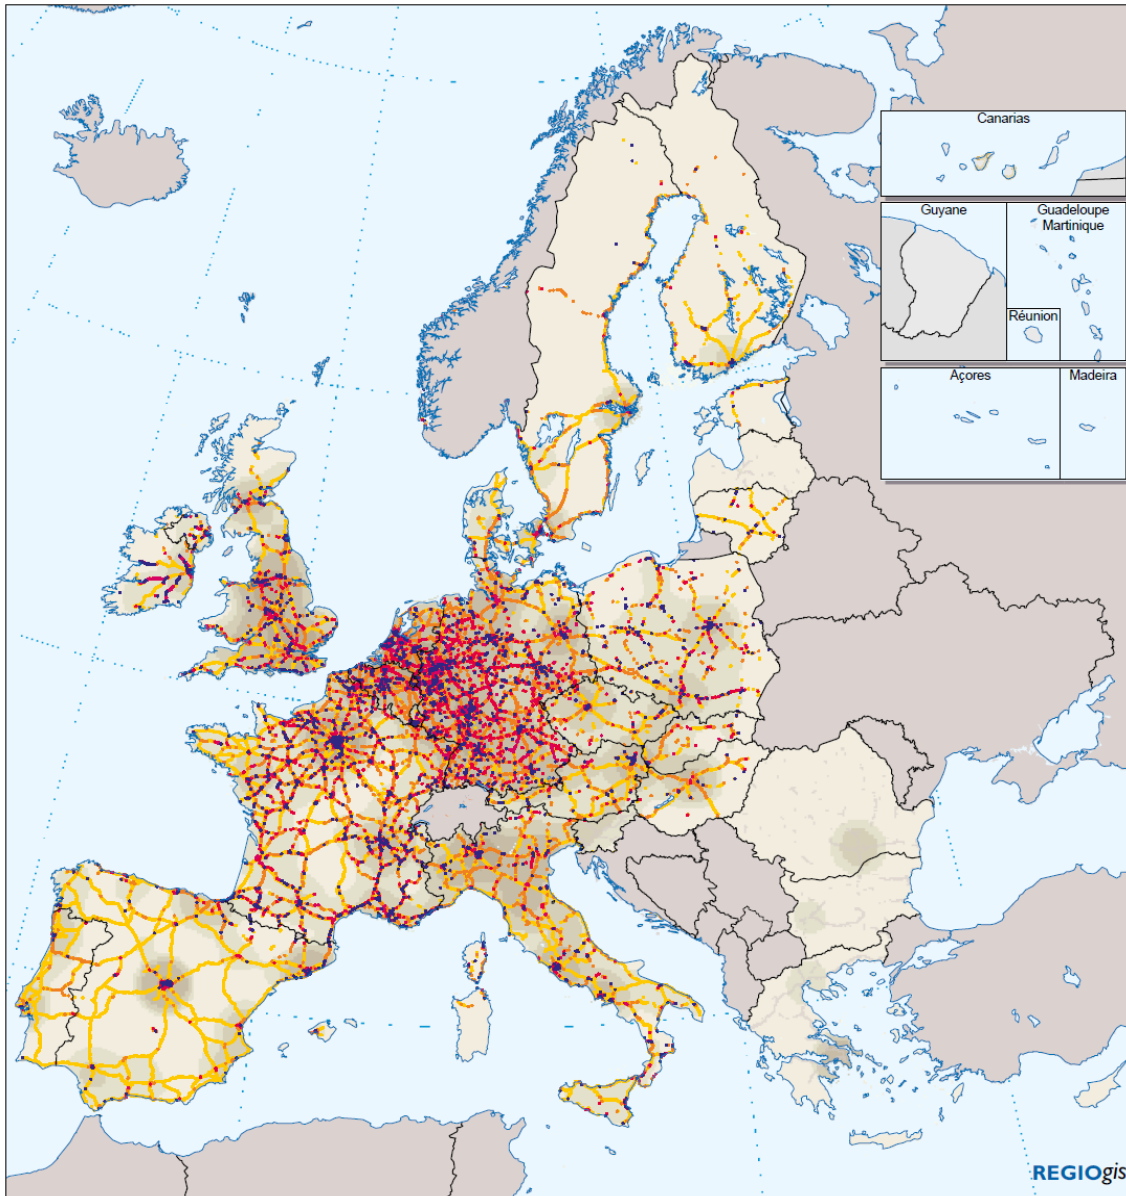 Canarias
Guyane
Guadeloupe
Martinique
Réunion
Açores
Madeira
REGIOgis